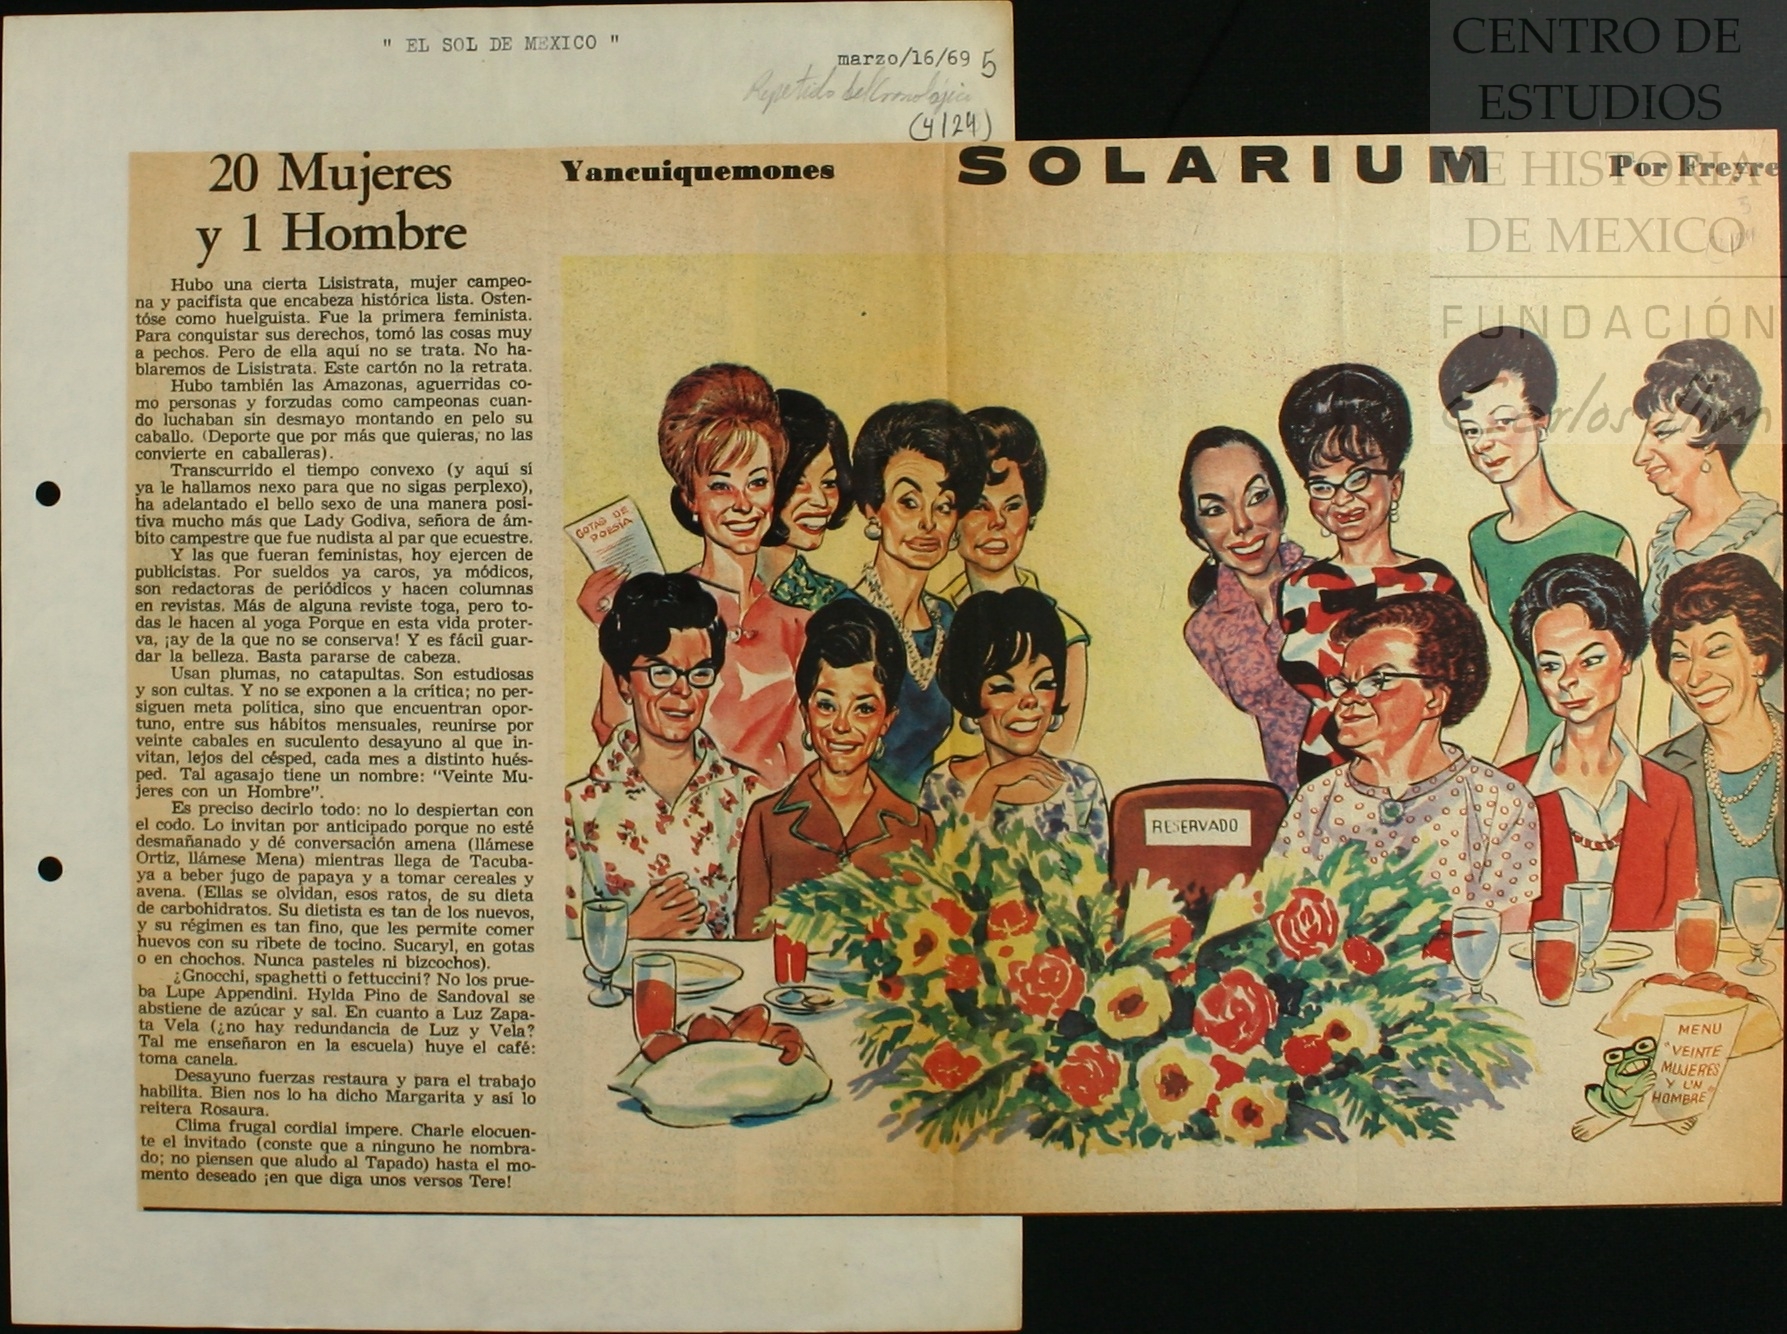 " EL SOL DE MEXICO "
marzo/16/69 5
Repetido del Cronológico
(4/24)
CENTRO DE
ESTUDIOS
DE HISTORIA
DE MEXICO
FUNDACIÓN
Carlos Slim
20 Mujeres
y 1 Hombre
Yancuiquemones
SOLARIUM
Por Freyre
Hubo una cierta Lisistrata, mujer campeo-
na y pacifista que encabeza histórica lista. Osten-
tóse como huelguista. Fue la primera feminista.
Para conquistar sus derechos, tomó las cosas muy
a pechos. Pero de ella aquí no se trata. No ha-
blaremos de Lisistrata. Este cartón no la retrata.
Hubo también las Amazonas, aguerridas co-
mo personas y forzudas como campeonas cuan-
do luchaban sin desmayo montando en pelo su
caballo. (Deporte que por más que quieras, no las
convierte en caballeras).
Transcurrido el tiempo convexo (y aquí sí
ya le hallamos nexo para que no sigas perplexo),
ha adelantado el bello sexo de una manera posi-
tiva mucho más que Lady Godiva, señora de ám-
bito campestre que fue nudista al par que ecuestre.
Y las que fueran feministas, hoy ejercen de
publicistas. Por sueldos ya caros, ya módicos,
son redactoras de periódicos y hacen columnas
en revistas. Más de alguna reviste toga, pero to-
das le hacen al yoga Porque en esta vida proter-
va, ¡ay de la que no se conserva! Y es fácil guar-
dar la belleza. Basta pararse de cabeza.
Usan plumas, no catapultas. Son estudiosas
y son cultas. Y no se exponen a la crítica; no per-
siguen meta política, sino que encuentran opor-
tuno, entre sus hábitos mensuales, reunirse por
veinte cabales en suculento desayuno al que in-
vitan, lejos del césped, cada mes a distinto hués-
ped. Tal agasajo tiene un nombre: "Veinte Mu-
jeres con un Hombre".
Es preciso decirlo todo: no lo despiertan con
el codo. Lo invitan por anticipado porque no esté
desmañanado y dé conversación amena (llámese
Ortiz, llámese Mena) mientras llega de Tacuba-
ya a beber jugo de papaya y a tomar cereales y
avena. (Ellas se olvidan, esos ratos, de su dieta
de carbohidratos. Su dietista es tan de los nuevos,
y su régimen es tan fino, que les permite comer
huevos con su ribete de tocino. Sucaryl, en gotas
o en chochos. Nunca pasteles ni bizcochos).
¿Gnocchi, spaghetti o fettuccini? No los prue-
ba Lupe Appendini. Hylda Pino de Sandoval se
abstiene de azúcar y sal. En cuanto a Luz Zapa-
ta Vela (¿no hay redundancia de Luz y Vela?
Tal me enseñaron en la escuela) huye el café:
toma canela.
Desayuno fuerzas restaura y para el trabajo
habilita. Bien nos lo ha dicho Margarita y así lo
reitera Rosaura.
Clima frugal cordial impere. Charle elocuen-
te el invitado (conste que a ninguno he nombra-
do; no piensen que aludo al Tapado) hasta el mo-
mento deseado ¡en que diga unos versos Tere!
GOTAS DE
POESIA
RESERVADO
MENU
"VEINTE
MUJERES
Y UN
HOMBRE"